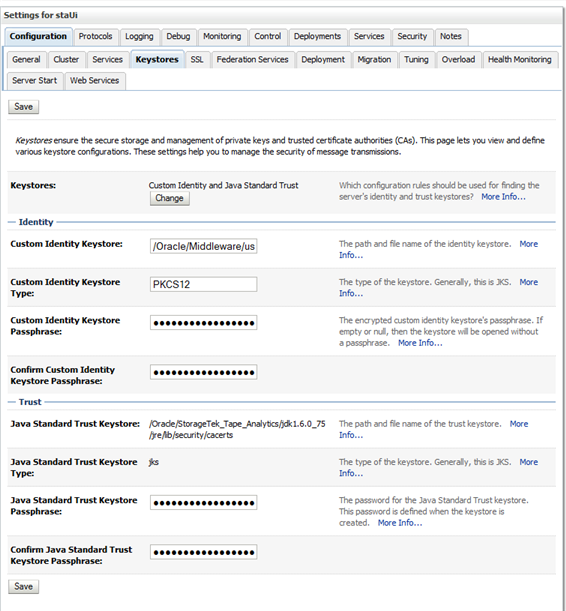 Settings for staUi
Configuration Protocols Logging Debug Monitoring Control Deployments Services Security Notes
General Cluster Services Keystores SSL Federation Services Deployment Migration Tuning Overload Health Monitoring
Server Start Web Services
Save
Keystores ensure the secure storage and management of private keys and trusted certificate authorities (CAs). This page lets you view and define
various keystore configurations. These settings help you to manage the security of message transmissions.
Keystores: Custom Identity and Java Standard Trust Which configuration rules should be used for finding the
Change server's identity and trust keystores? More Info...
Identity
Custom Identity Keystore: /Oracle/Middleware/us The path and file name of the identity keystore. More
Info...
Custom Identity Keystore PKCS12 The type of the keystore. Generally, this is JKS. More
Type: Info...
Custom Identity Keystore ●●●●●●●●●●●●●●●●● The encrypted custom identity keystore's passphrase. If
Passphrase: empty or null, then the keystore will be opened without
a passphrase. More Info...
Confirm Custom Identity ●●●●●●●●●●●●●●●●●
Keystore Passphrase:
Trust
Java Standard Trust Keystore: /Oracle/StorageTek_Tape_Analytics/jdk1.6.0_75 The path and file name of the trust keystore. More
/jre/lib/security/cacerts Info...
Java Standard Trust Keystore jks The type of the keystore. Generally, this is JKS. More
Type: Info...
Java Standard Trust Keystore ●●●●●●●●●●●●●●●●● The password for the Java Standard Trust keystore.
Passphrase: This password is defined when the keystore is
created. More Info...
Confirm Java Standard Trust ●●●●●●●●●●●●●●●●●
Keystore Passphrase:
Save